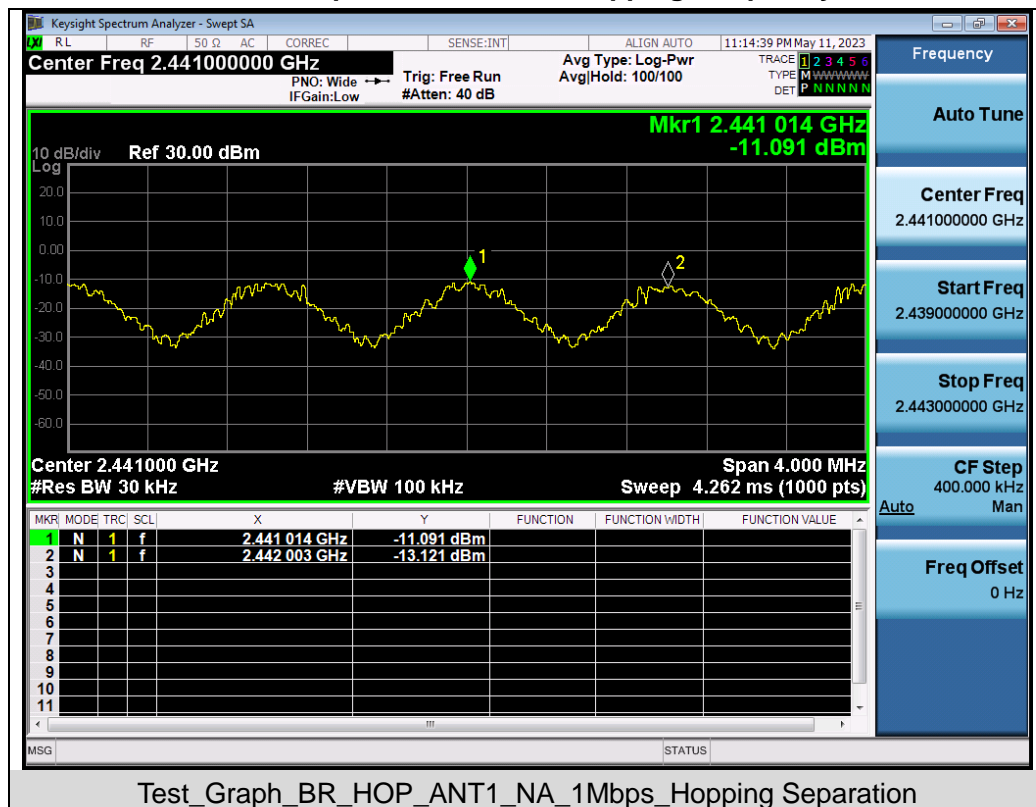 Keysight Spectrum Analyzer - Swept SA
LXI RL RF 50 Ω AC CORREC SENSE:INT ALIGN AUTO 11:14:39 PM May 11, 2023
Center Freq 2.441000000 GHz
PNO: Wide
IFGain:Low
Trig: Free Run
#Atten: 40 dB
Avg Type: Log-Pwr
Avg|Hold: 100/100
TRACE 1 2 3 4 5 6
TYPE M W W W W W
DET P N N N N N
Mkr1 2.441 014 GHz
-11.091 dBm
10 dB/div Ref 30.00 dBm
Log
20.0
10.0
0.00
-10.0
-20.0
-30.0
-40.0
-50.0
-60.0
1
2
Center 2.441000 GHz Span 4.000 MHz
#Res BW 30 kHz #VBW 100 kHz Sweep 4.262 ms (1000 pts)
MKR MODE TRC SCL X Y FUNCTION FUNCTION WIDTH FUNCTION VALUE
1 N 1 f 2.441 014 GHz -11.091 dBm
2 N 1 f 2.442 003 GHz -13.121 dBm
3
4
5
6
7
8
9
10
11
MSG STATUS
Frequency
Auto Tune
Center Freq
2.441000000 GHz
Start Freq
2.439000000 GHz
Stop Freq
2.443000000 GHz
CF Step
400.000 kHz
Auto Man
Freq Offset
0 Hz
Test_Graph_BR_HOP_ANT1_NA_1Mbps_Hopping Separation